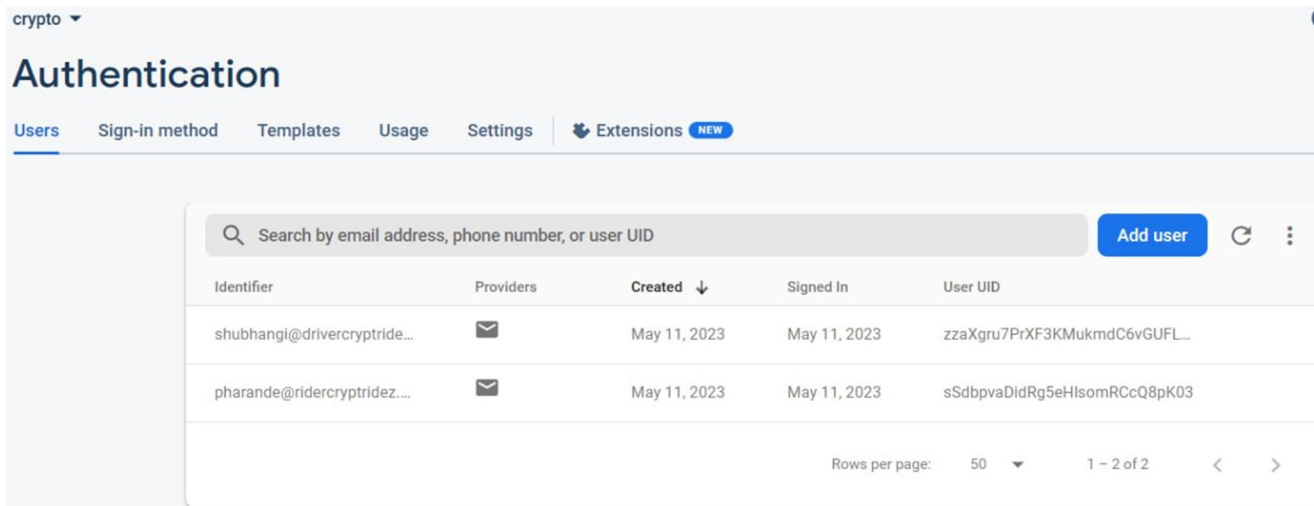 crypto
Authentication
Users Sign-in method Templates Usage Settings Extensions NEW
Search by email address, phone number, or user UID Add user
Identifier Providers Created Signed In User UID
shubhangi@drivercryptride... May 11, 2023 May 11, 2023 zzaXgru7PrXF3KMukmdC6vGUFL...
pharande@ridercryptidez.... May 11, 2023 May 11, 2023 sSdbpvaDidRg5eHIsomRCcQ8pK03
Rows per page: 50 1 – 2 of 2